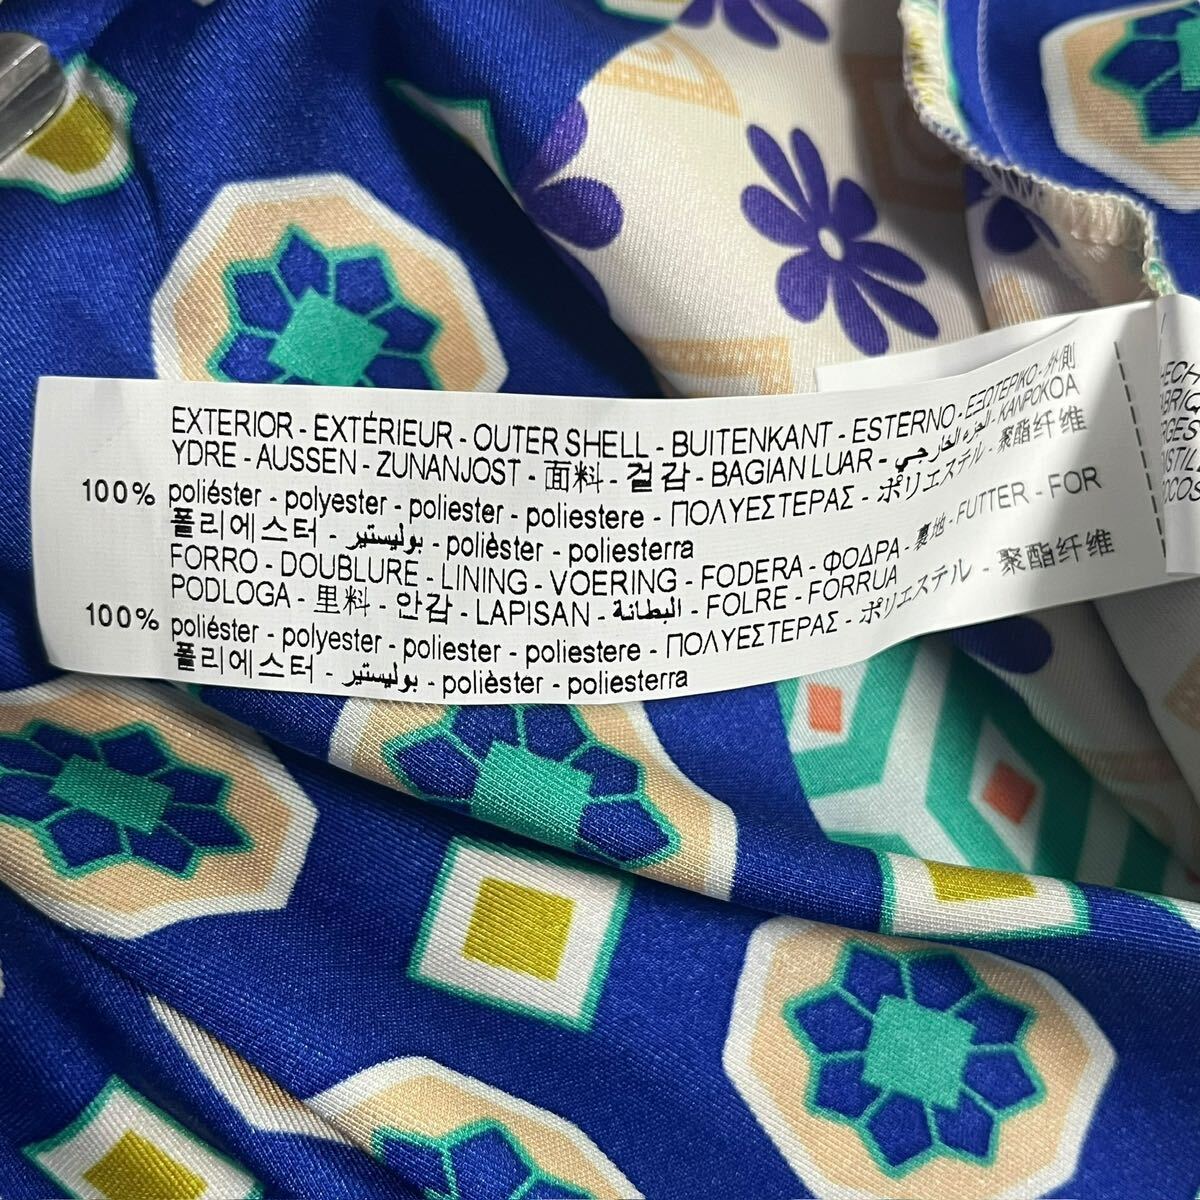 EXTERIOR - EXTÉRIEUR - OUTER SHELL - BUITENKANT - ESTERNO - ΕΞΩΤΕΡΙΚΟ - 外側
YDRE - AUSSEN - ZUNANJOST - 面料 - 겉감 - BAGIAN LUAR - الجزء الخارجي - KANPOKOA
100% poliéster - polyester - poliester - poliestere - ΠΟΛΥΕΣΤΕΡΑΣ - ポリエステル - 聚酯纤维
폴리에스터 - بوليستير - polièster - poliesterra
FORRO - DOUBLURE - LINING - VOERING - FODERA - ΦΟΔΡΑ - 裏地 - FUTTER - FOR
PODLOGA - 里料 - 안감 - LAPISAN - البطانة - FOLRE - FORRUA
100% poliéster - polyester - poliester - poliestere - ΠΟΛΥΕΣΤΕΡΑΣ - ポリエステル - 聚酯纤维
폴리에스터 - بوليستير - polièster - poliesterra